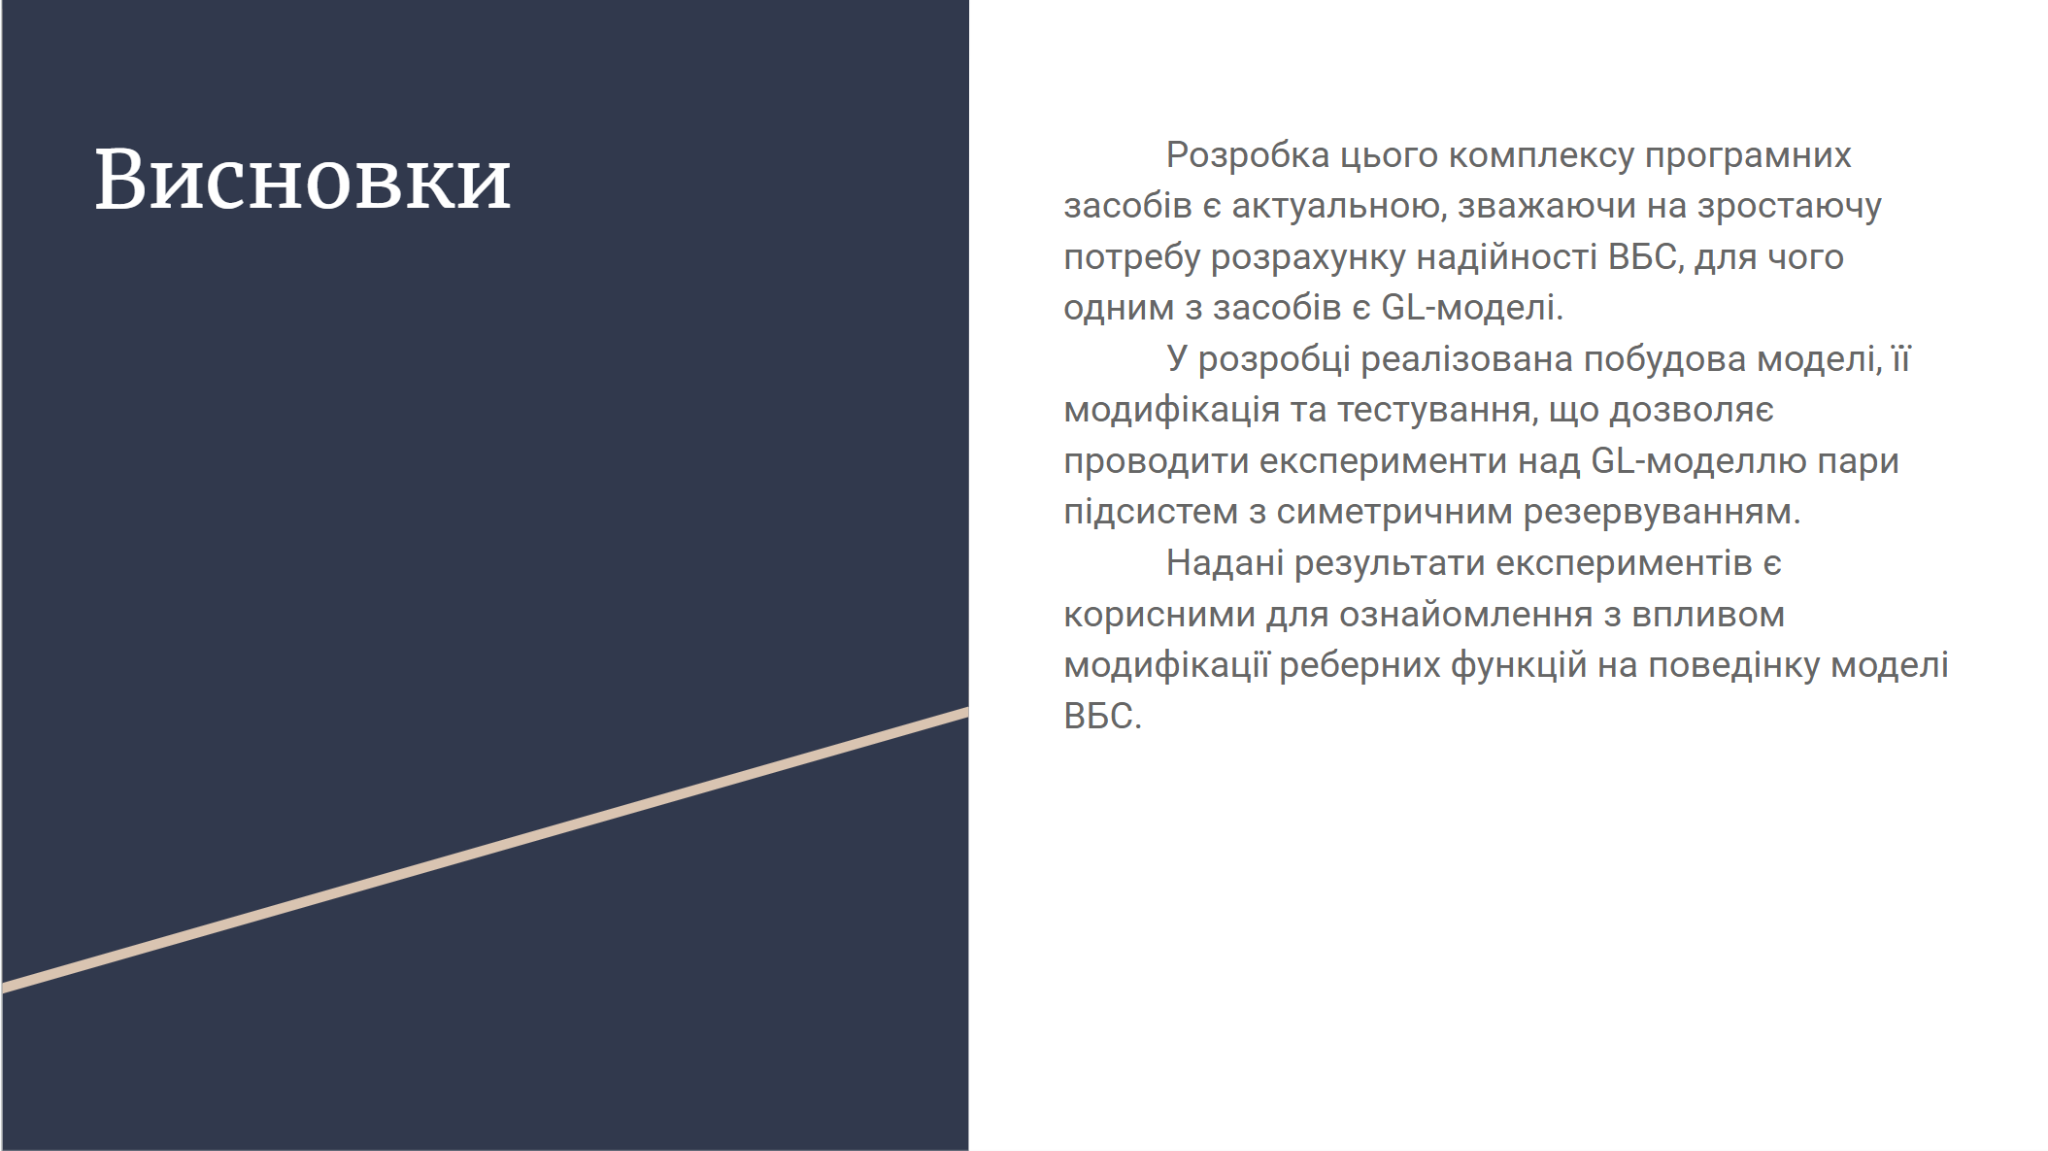 Висновки
Розробка цього комплексу програмних
засобів є актуальною, зважаючи на зростаючу
потребу розрахунку надійності ВБС, для чого
одним з засобів є GL-моделі.
У розробці реалізована побудова моделі, її
модифікація та тестування, що дозволяє
проводити експерименти над GL-моделлю пари
підсистем з симетричним резервуванням.
Надані результати експериментів є
корисними для ознайомлення з впливом
модифікації реберних функцій на поведінку моделі
ВБС.